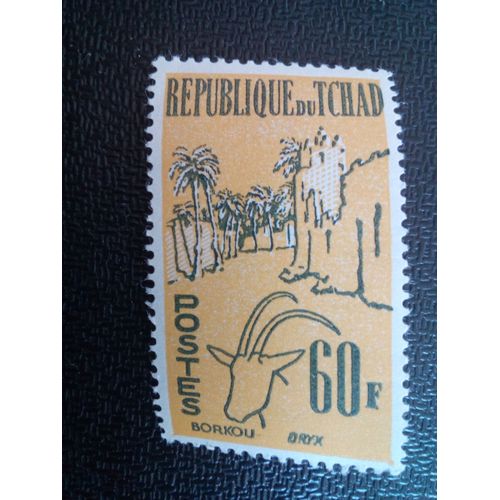 REPUBLIQUE DU TCHAD
POSTES
60F
BORKOU ORYX